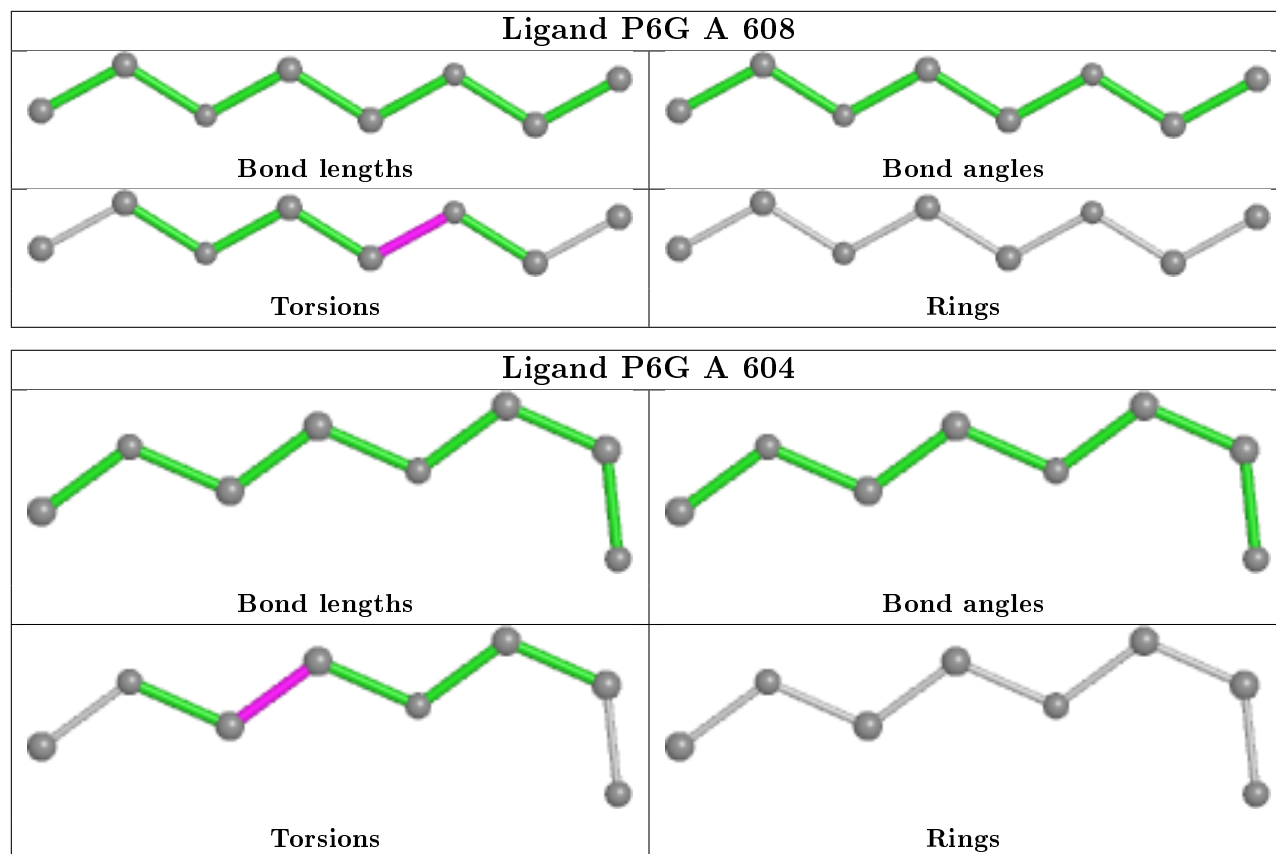 Ligand P6G A 608
Bond lengths
Bond angles
Torsions
Rings
Ligand P6G A 604
Bond lengths
Bond angles
Torsions
Rings